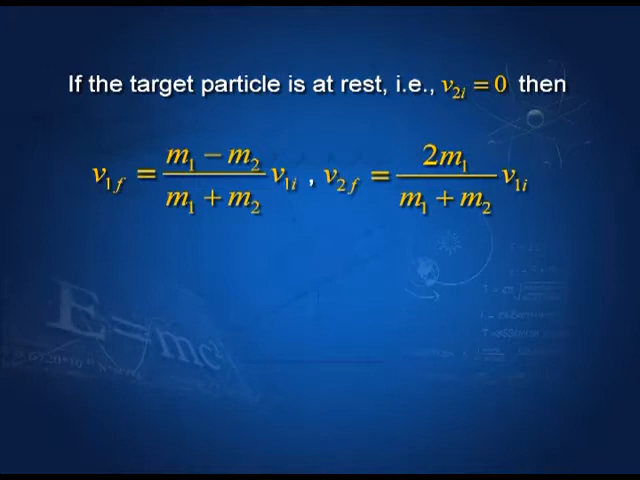 If the target particle is at rest, i.e., v₂ᵢ = 0 then
v₁f = (m₁ − m₂)/(m₁ + m₂) v₁ᵢ , v₂f = 2m₁/(m₁ + m₂) v₁ᵢ
E=mc²